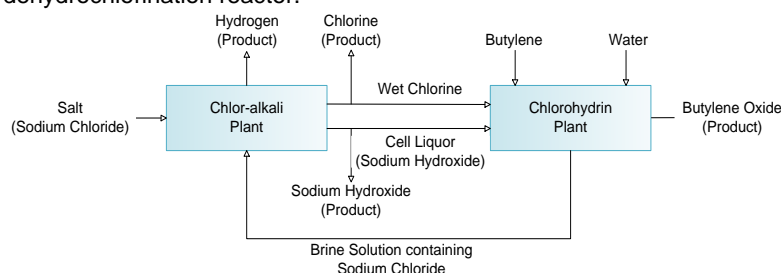 dehydrochlorination reactor.
Hydrogen
(Product)
Chlorine
(Product)
Butylene
Water
Wet Chlorine
Salt
(Sodium Chloride)
Chlor-alkali
Plant
Chlorohydrin
Plant
Butylene Oxide
(Product)
Cell Liquor
(Sodium Hydroxide)
Sodium Hydroxide
(Product)
Brine Solution containing
Sodium Chloride